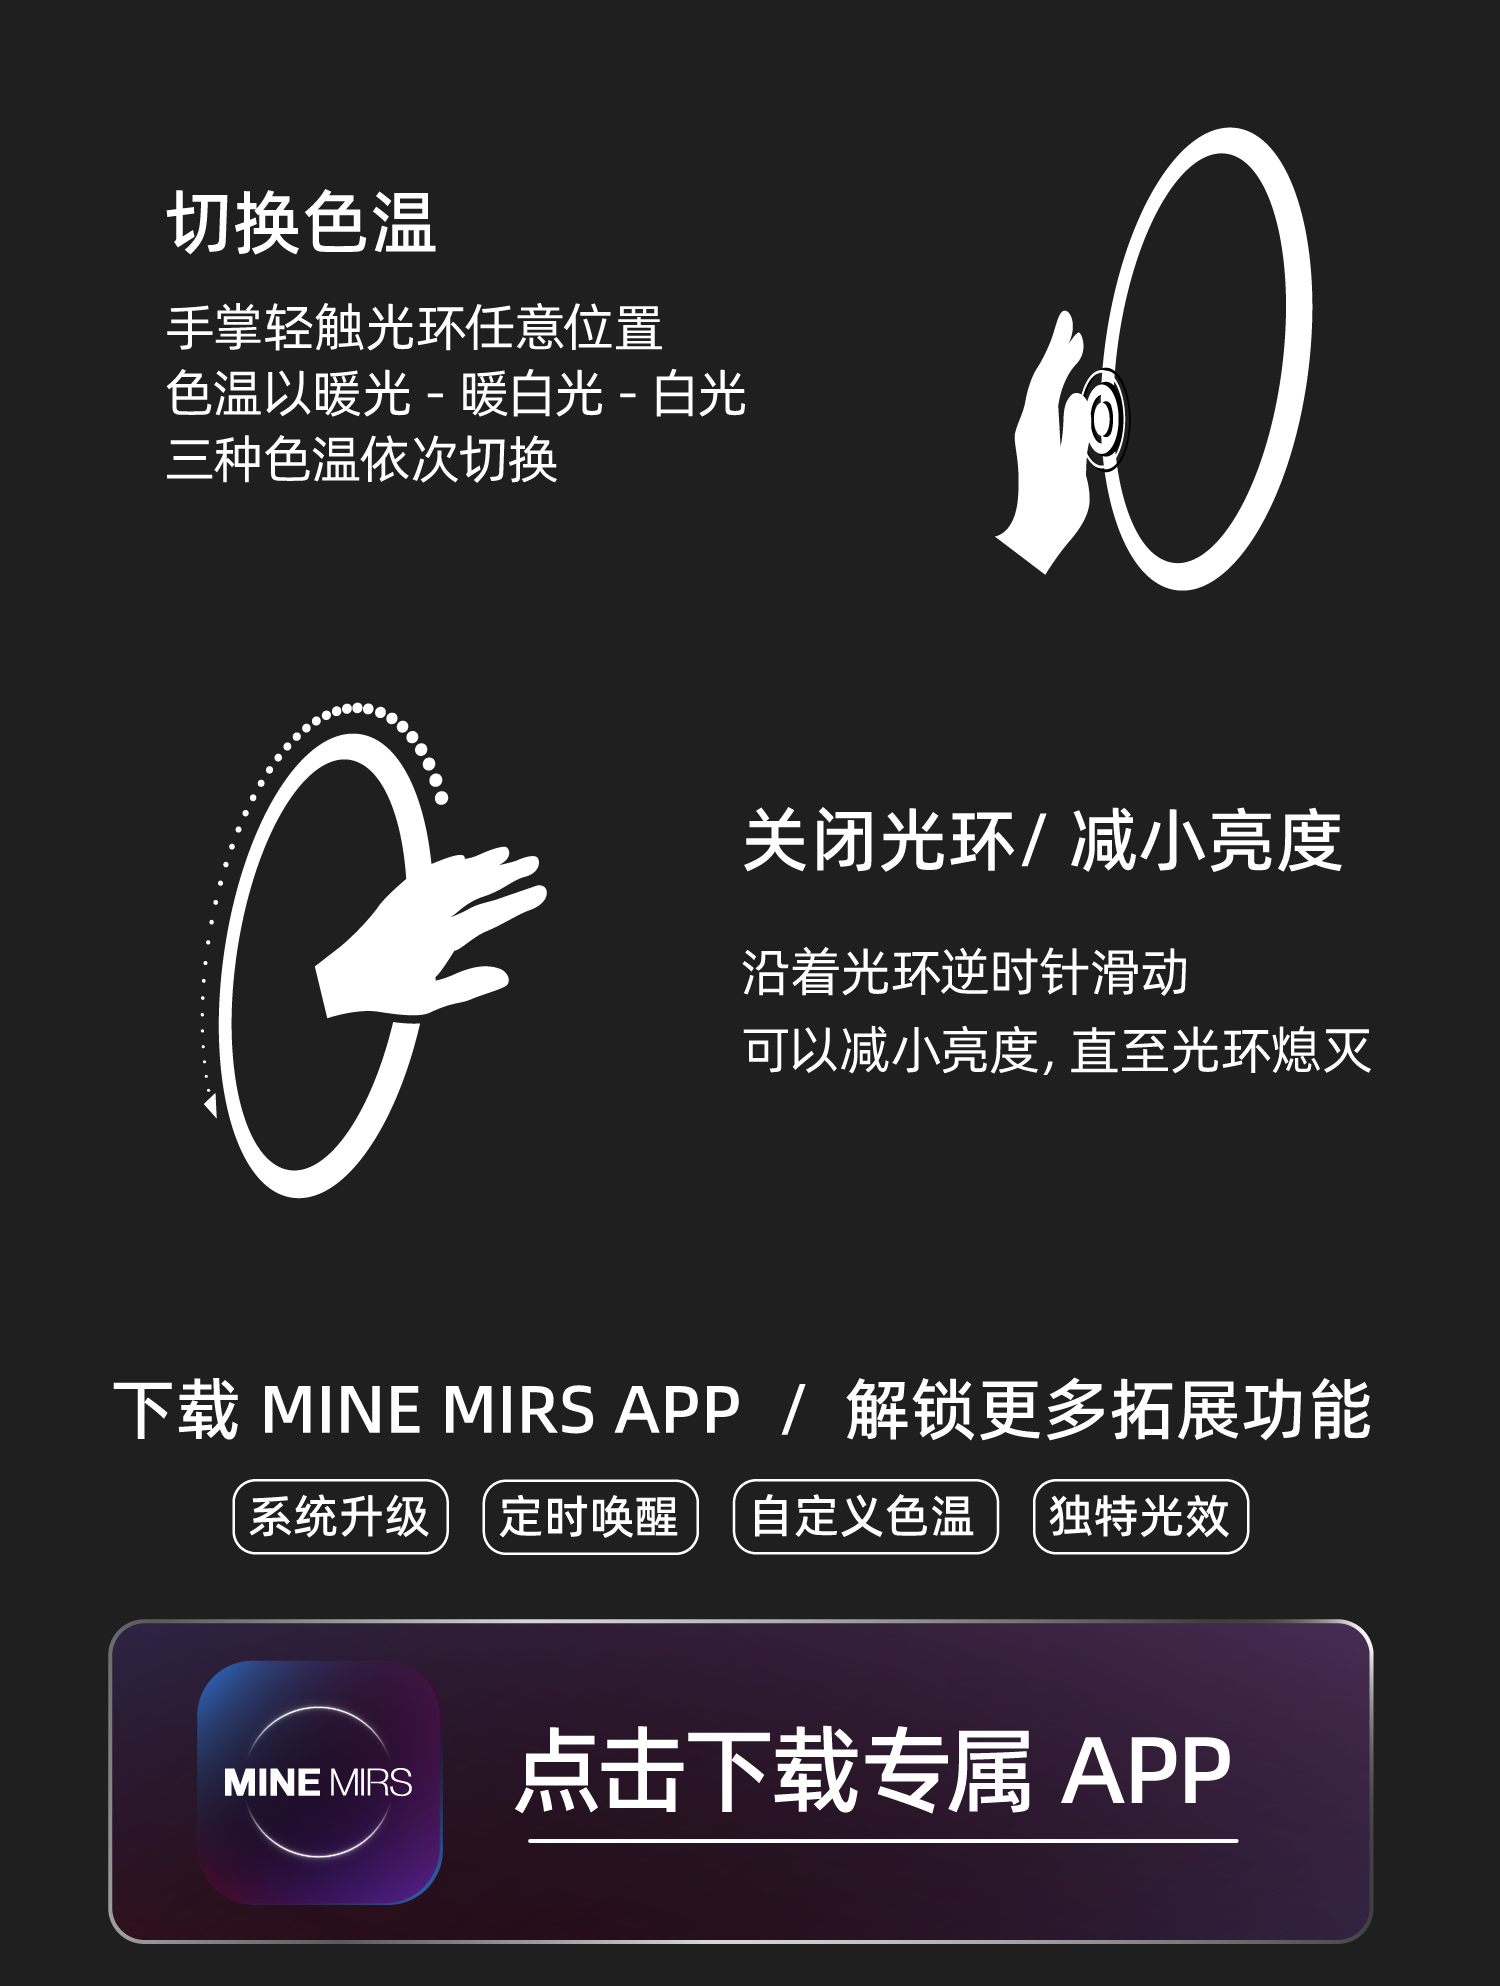 切换色温
手掌轻触光环任意位置
色温以暖光 - 暖白光 - 白光
三种色温依次切换
关闭光环/ 减小亮度
沿着光环逆时针滑动
可以减小亮度, 直至光环熄灭
下载 MINE MIRS APP / 解锁更多拓展功能
系统升级 定时唤醒 自定义色温 独特光效
MINE MIRS
点击下载专属 APP